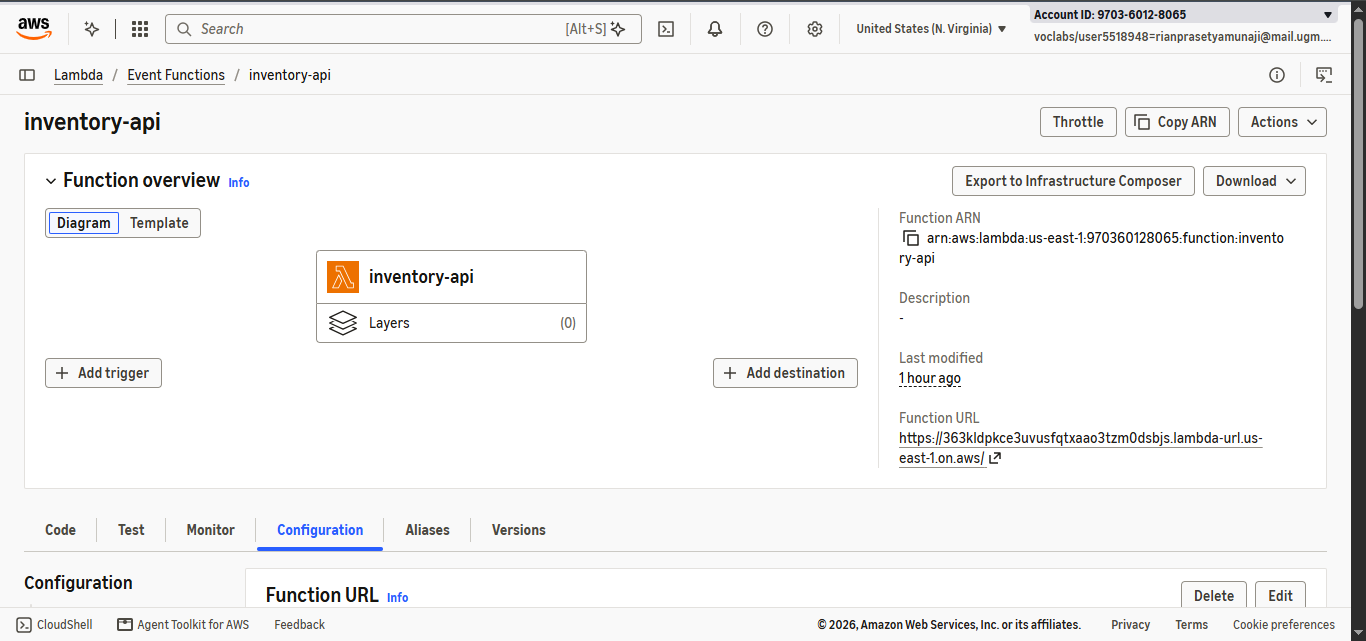 aws
Search [Alt+S] United States (N. Virginia) Account ID: 9703-6012-8065
voclabs/user5518948=rianprasetyamunaji@mail.ugm....
Lambda / Event Functions / inventory-api
inventory-api Throttle Copy ARN Actions
Function overview Info Export to Infrastructure Composer Download
Diagram Template
inventory-api
Layers (0)
+ Add trigger + Add destination
Function ARN
arn:aws:lambda:us-east-1:970360128065:function:invento
ry-api
Description
-
Last modified
1 hour ago
Function URL
https://363kldpkce3uvusfqtxaao3tzm0dsbjs.lambda-url.us-
east-1.on.aws/
Code Test Monitor Configuration Aliases Versions
Configuration
Function URL Info Delete Edit
CloudShell Agent Toolkit for AWS Feedback © 2026, Amazon Web Services, Inc. or its affiliates. Privacy Terms Cookie preferences